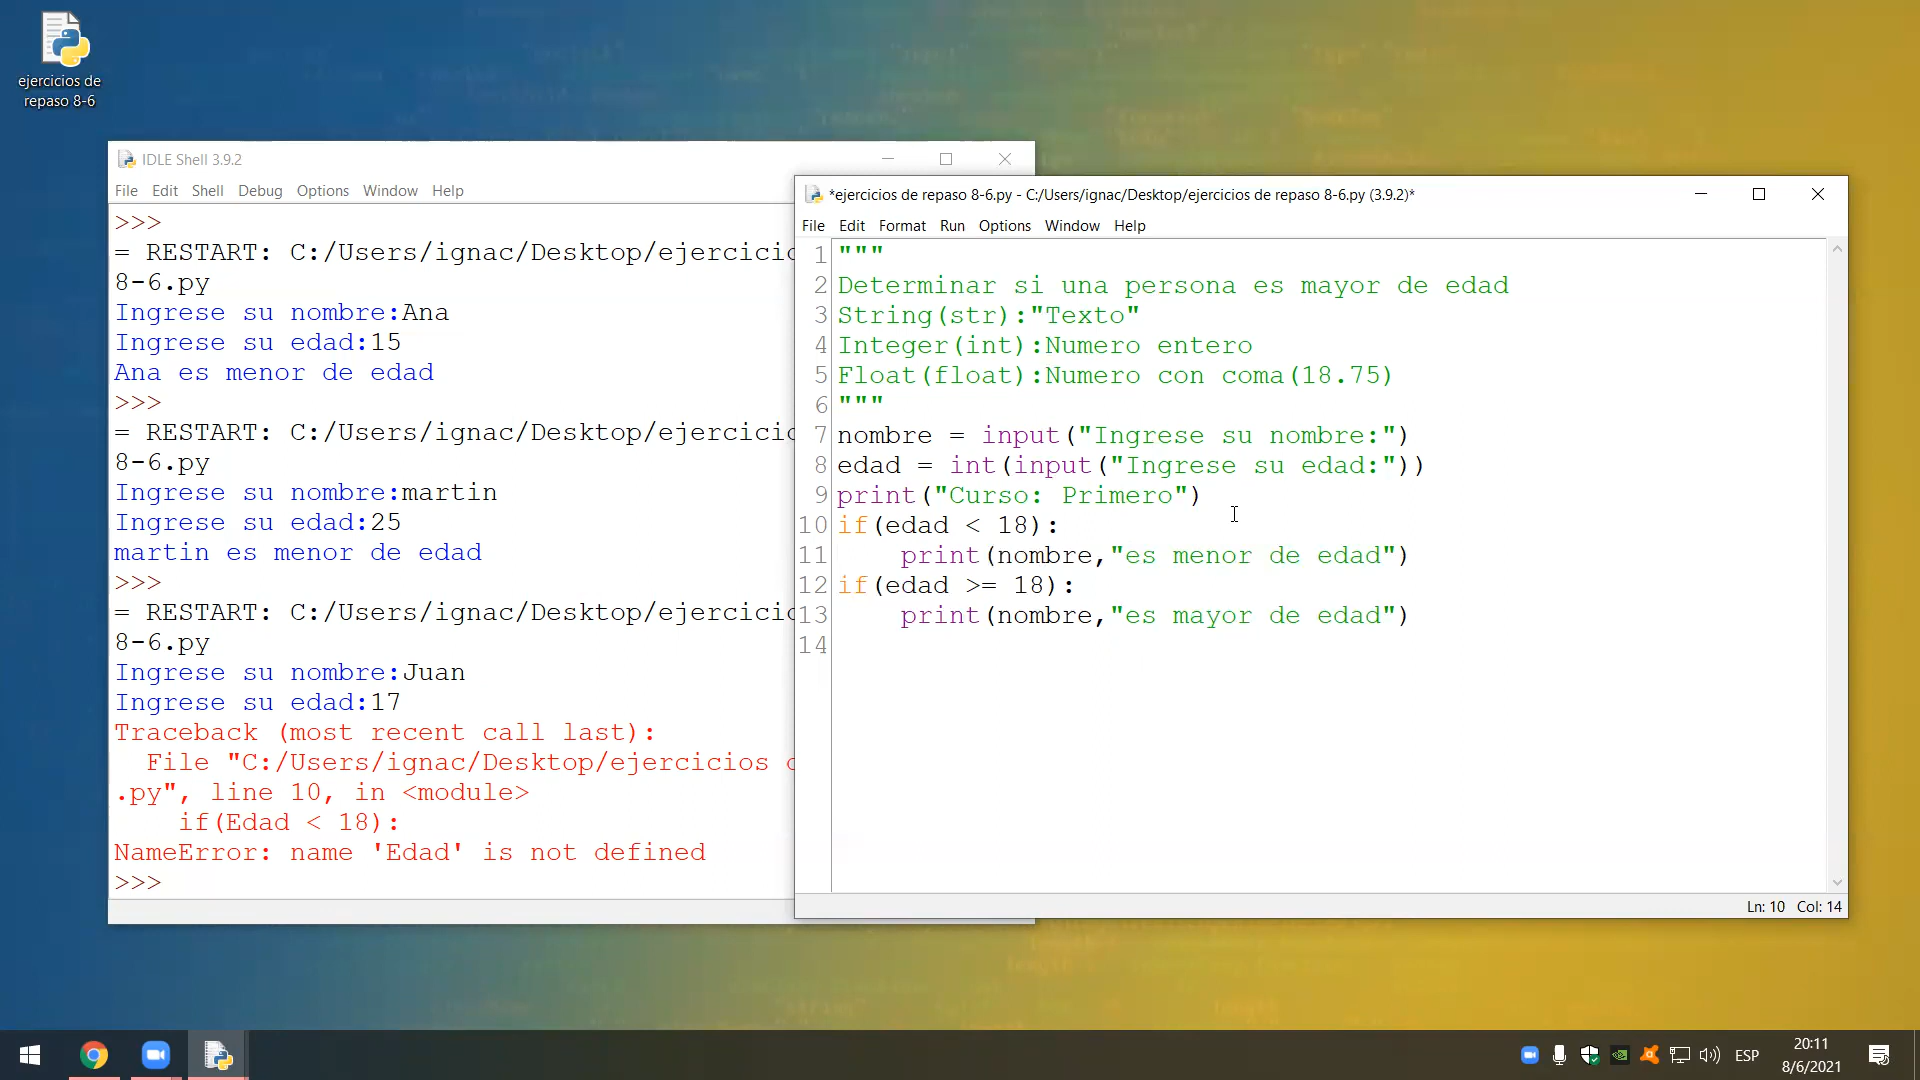 ejercicios de
repaso 8-6
IDLE Shell 3.9.2
File Edit Shell Debug Options Window Help
>>>
= RESTART: C:/Users/ignac/Desktop/ejercicio
8-6.py
Ingrese su nombre:Ana
Ingrese su edad:15
Ana es menor de edad
>>>
= RESTART: C:/Users/ignac/Desktop/ejercicio
8-6.py
Ingrese su nombre:martin
Ingrese su edad:25
martin es menor de edad
>>>
= RESTART: C:/Users/ignac/Desktop/ejercicio
8-6.py
Ingrese su nombre:Juan
Ingrese su edad:17
Traceback (most recent call last):
  File "C:/Users/ignac/Desktop/ejercicios
.py", line 10, in <module>
    if(Edad < 18):
NameError: name 'Edad' is not defined
>>>
*ejercicios de repaso 8-6.py - C:/Users/ignac/Desktop/ejercicios de repaso 8-6.py (3.9.2)*
File Edit Format Run Options Window Help
1 """
2 Determinar si una persona es mayor de edad
3 String(str):"Texto"
4 Integer(int):Numero entero
5 Float(float):Numero con coma(18.75)
6 """
7 nombre = input("Ingrese su nombre:")
8 edad = int(input("Ingrese su edad:"))
9 print("Curso: Primero")
10 if(edad < 18):
11     print(nombre,"es menor de edad")
12 if(edad >= 18):
13     print(nombre,"es mayor de edad")
14
Ln: 10 Col: 14
ESP
20:11
8/6/2021